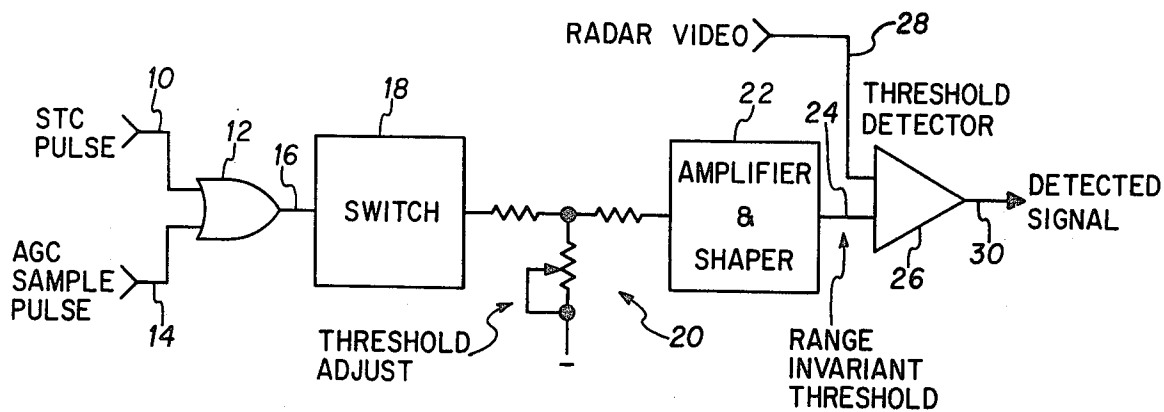 RADAR VIDEO
28
10
STC
PULSE
12
16
18
SWITCH
22
AMPLIFIER
&
SHAPER
24
THRESHOLD
DETECTOR
DETECTED
SIGNAL
30
26
AGC
SAMPLE
PULSE
14
THRESHOLD
ADJUST
20
RANGE
INVARIANT
THRESHOLD